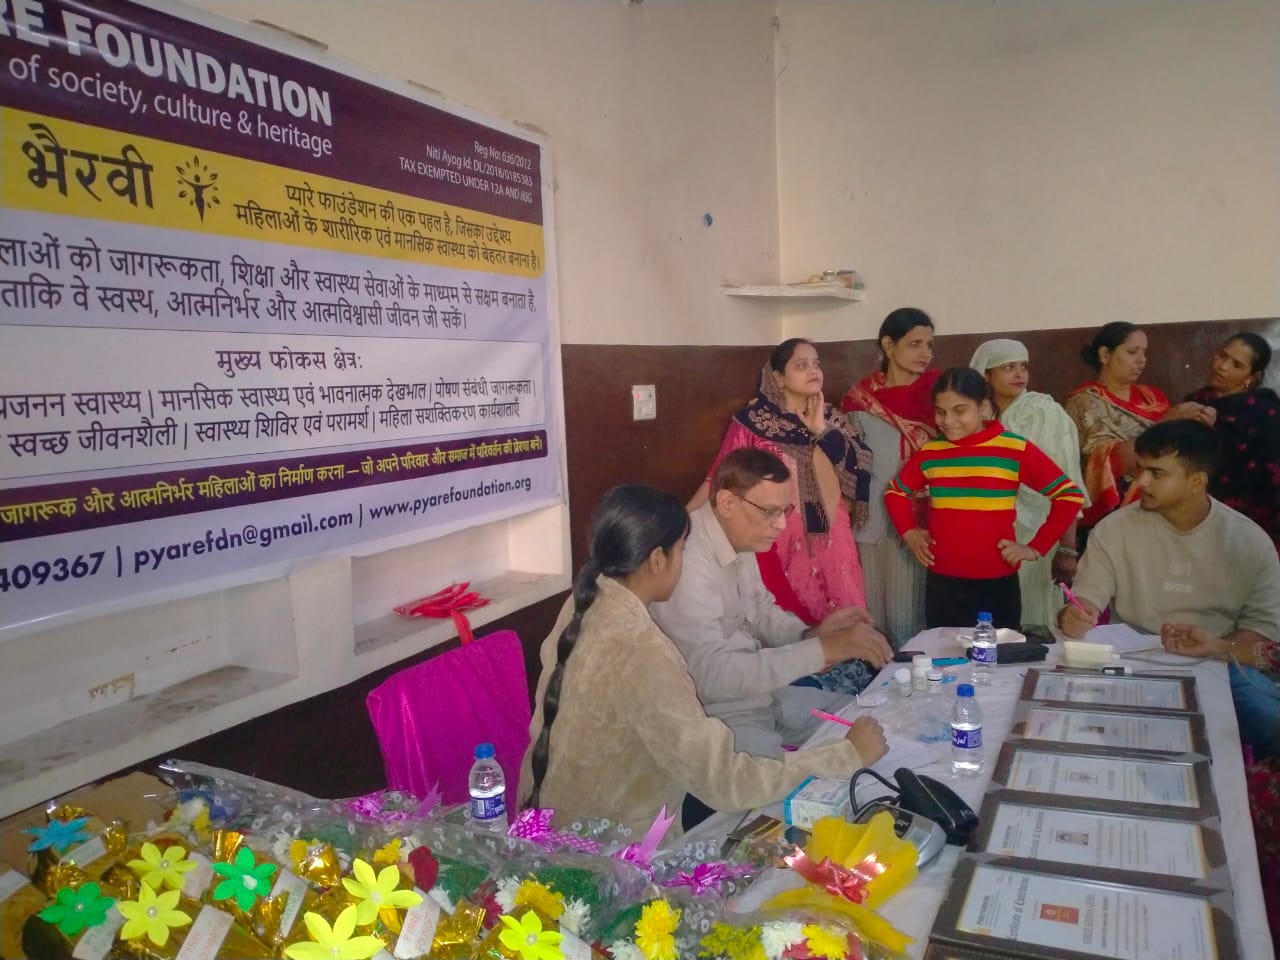 RE FOUNDATION
of society, culture & heritage
Reg No: 636/2012
Niti Ayog Id: DL/2018/0185383
TAX EXEMPTED UNDER 12A AND 80G
भैरवी
प्यारे फाउंडेशन की एक पहल है, जिसका उद्देश्य
महिलाओं के शारीरिक एवं मानसिक स्वास्थ्य को बेहतर बनाना है।
लाओं को जागरूकता, शिक्षा और स्वास्थ्य सेवाओं के माध्यम से सक्षम बनाता है,
ताकि वे स्वस्थ, आत्मनिर्भर और आत्मविश्वासी जीवन जी सकें।
मुख्य फोकस क्षेत्र:
प्रजनन स्वास्थ्य | मानसिक स्वास्थ्य एवं भावनात्मक देखभाल | पोषण संबंधी जागरूकता |
स्वच्छ जीवनशैली | स्वास्थ्य शिविर एवं परामर्श | महिला सशक्तिकरण कार्यशालाएँ
जागरूक और आत्मनिर्भर महिलाओं का निर्माण करना — जो अपने परिवार और समाज में परिवर्तन की प्रेरणा बनें।
409367 | pyarefdn@gmail.com | www.pyarefoundation.org